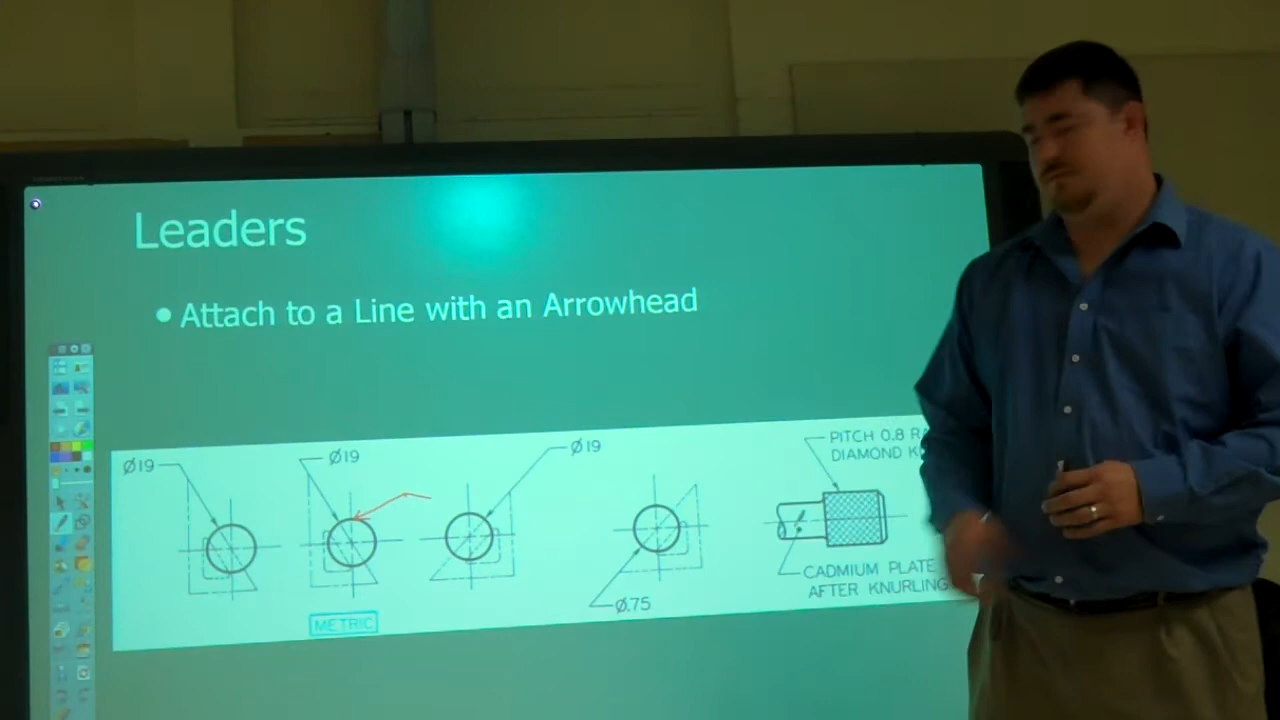 Leaders
• Attach to a Line with an Arrowhead
Ø19
Ø19
Ø19
Ø.75
METRIC
PITCH 0.8
DIAMOND
CADMIUM PLATE
AFTER KNURLING